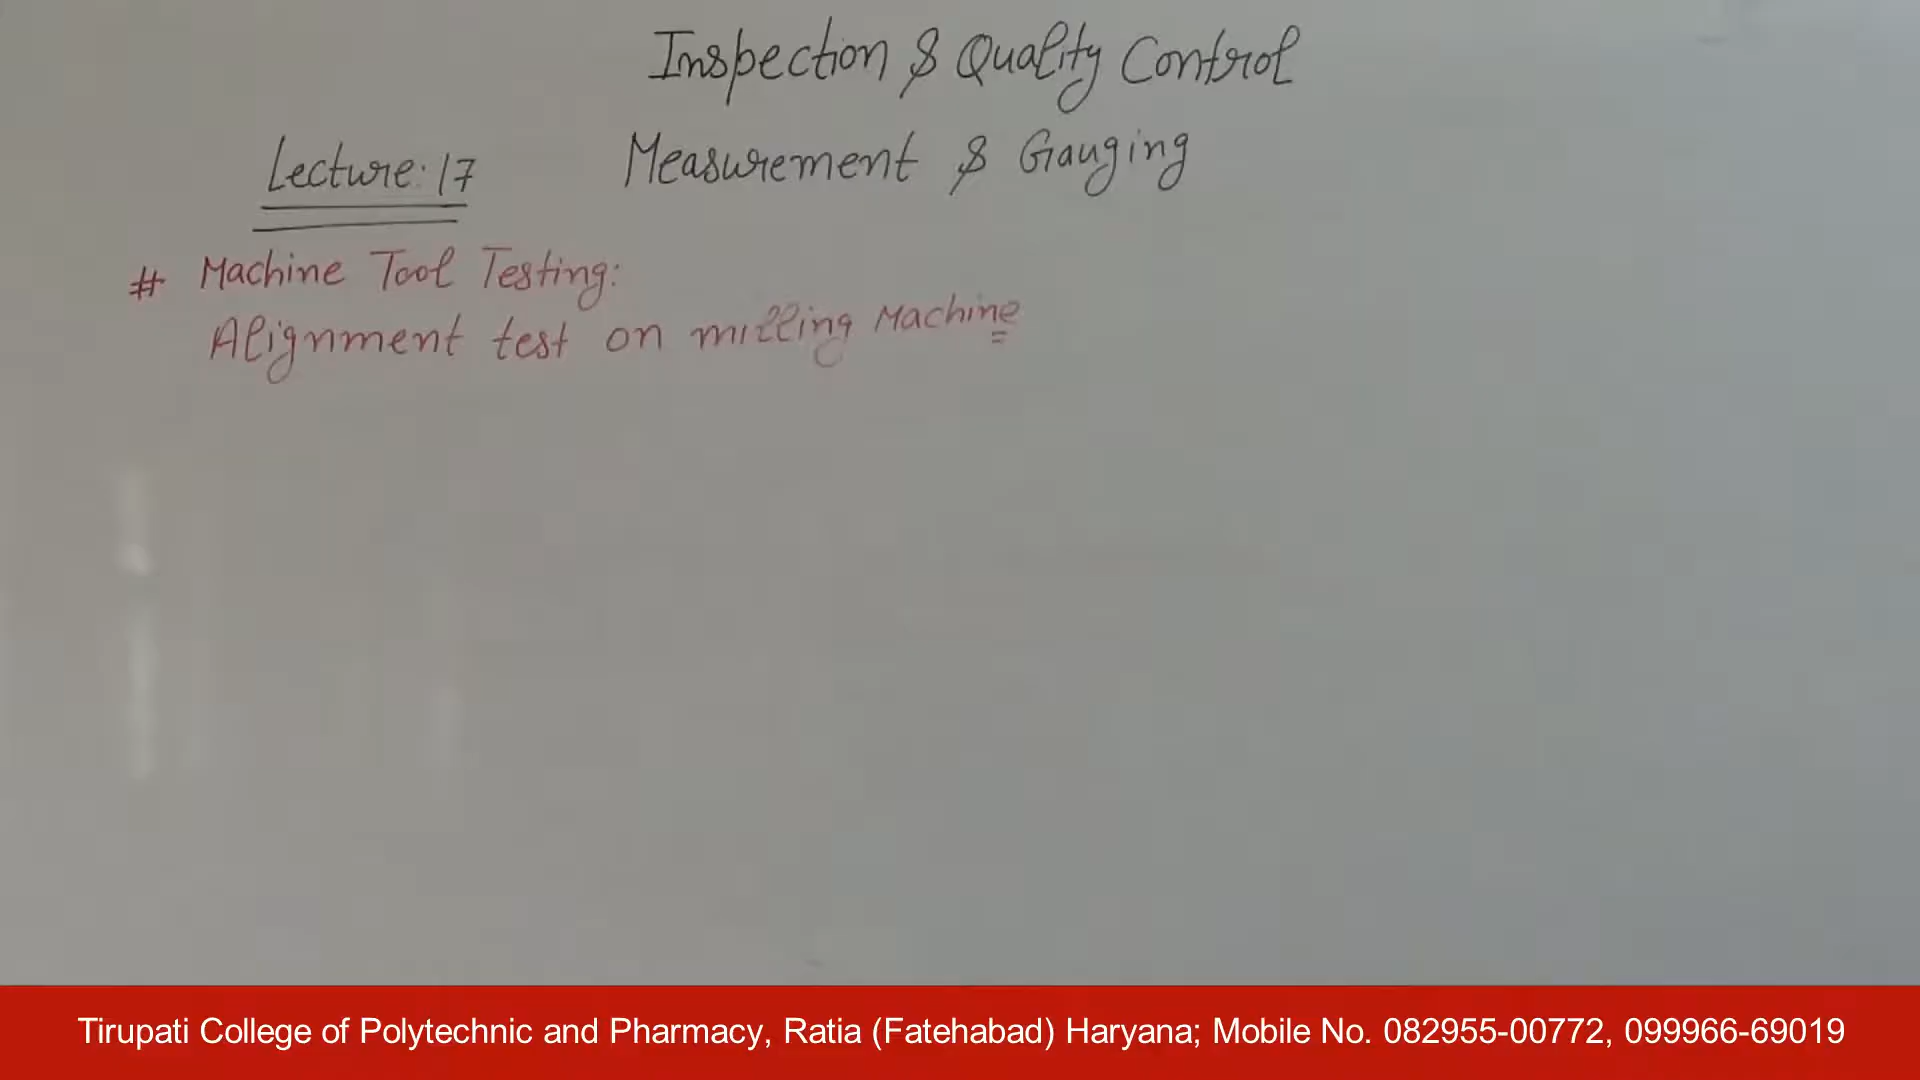 Inspection & Quality Control
Lecture: 17 Measurement & Gauging
# Machine Tool Testing:
Alignment test on milling Machine
Tirupati College of Polytechnic and Pharmacy, Ratia (Fatehabad) Haryana; Mobile No. 082955-00772, 099966-69019